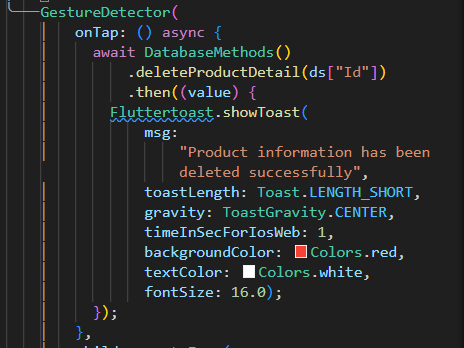 GestureDetector(
onTap: () async {
await DatabaseMethods()
.deleteProductDetail(ds["Id"])
.then((value) {
Fluttertoast.showToast(
msg:
"Product information has been
deleted successfully",
toastLength: Toast.LENGTH_SHORT,
gravity: ToastGravity.CENTER,
timeInSecForIosWeb: 1,
backgroundColor: Colors.red,
textColor: Colors.white,
fontSize: 16.0);
});
},